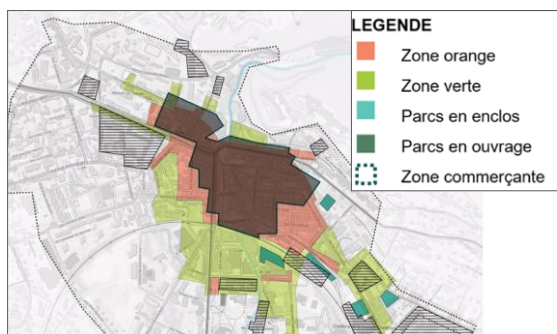 LEGENDE
Zone orange
Zone verte
Parcs en enclos
Parcs en ouvrage
Zone commerçante